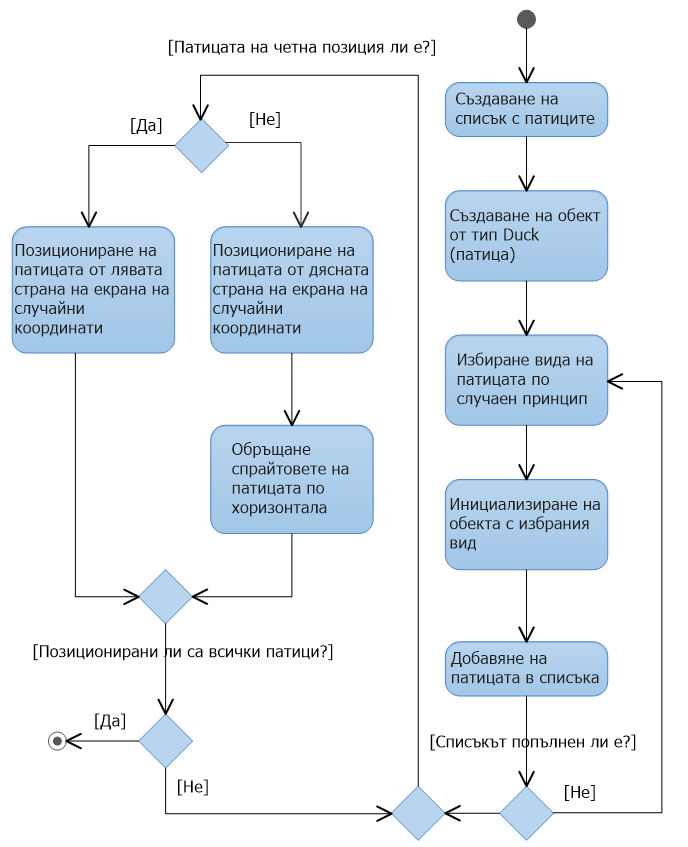 [Патицата на четна позиция ли е?]
[Да]
[Не]
Създаване на
списък с патиците
Създаване на обект
от тип Duck
(патица)
Позициониране на
патицата от лявата
страна на екрана на
случайни
координати
Позициониране на
патицата от дясната
страна на екрана на
случайни
координати
Избиране вида на
патицата по
случаен принцип
Обръщане
спрайтовете на
патицата по
хоризонтала
Инициализиране на
обекта с избрания
вид
[Позиционирани ли са всички патици?]
Добавяне на
патицата в списъка
[Да]
[Списъкът попълнен ли е?]
[Не]
[Не]